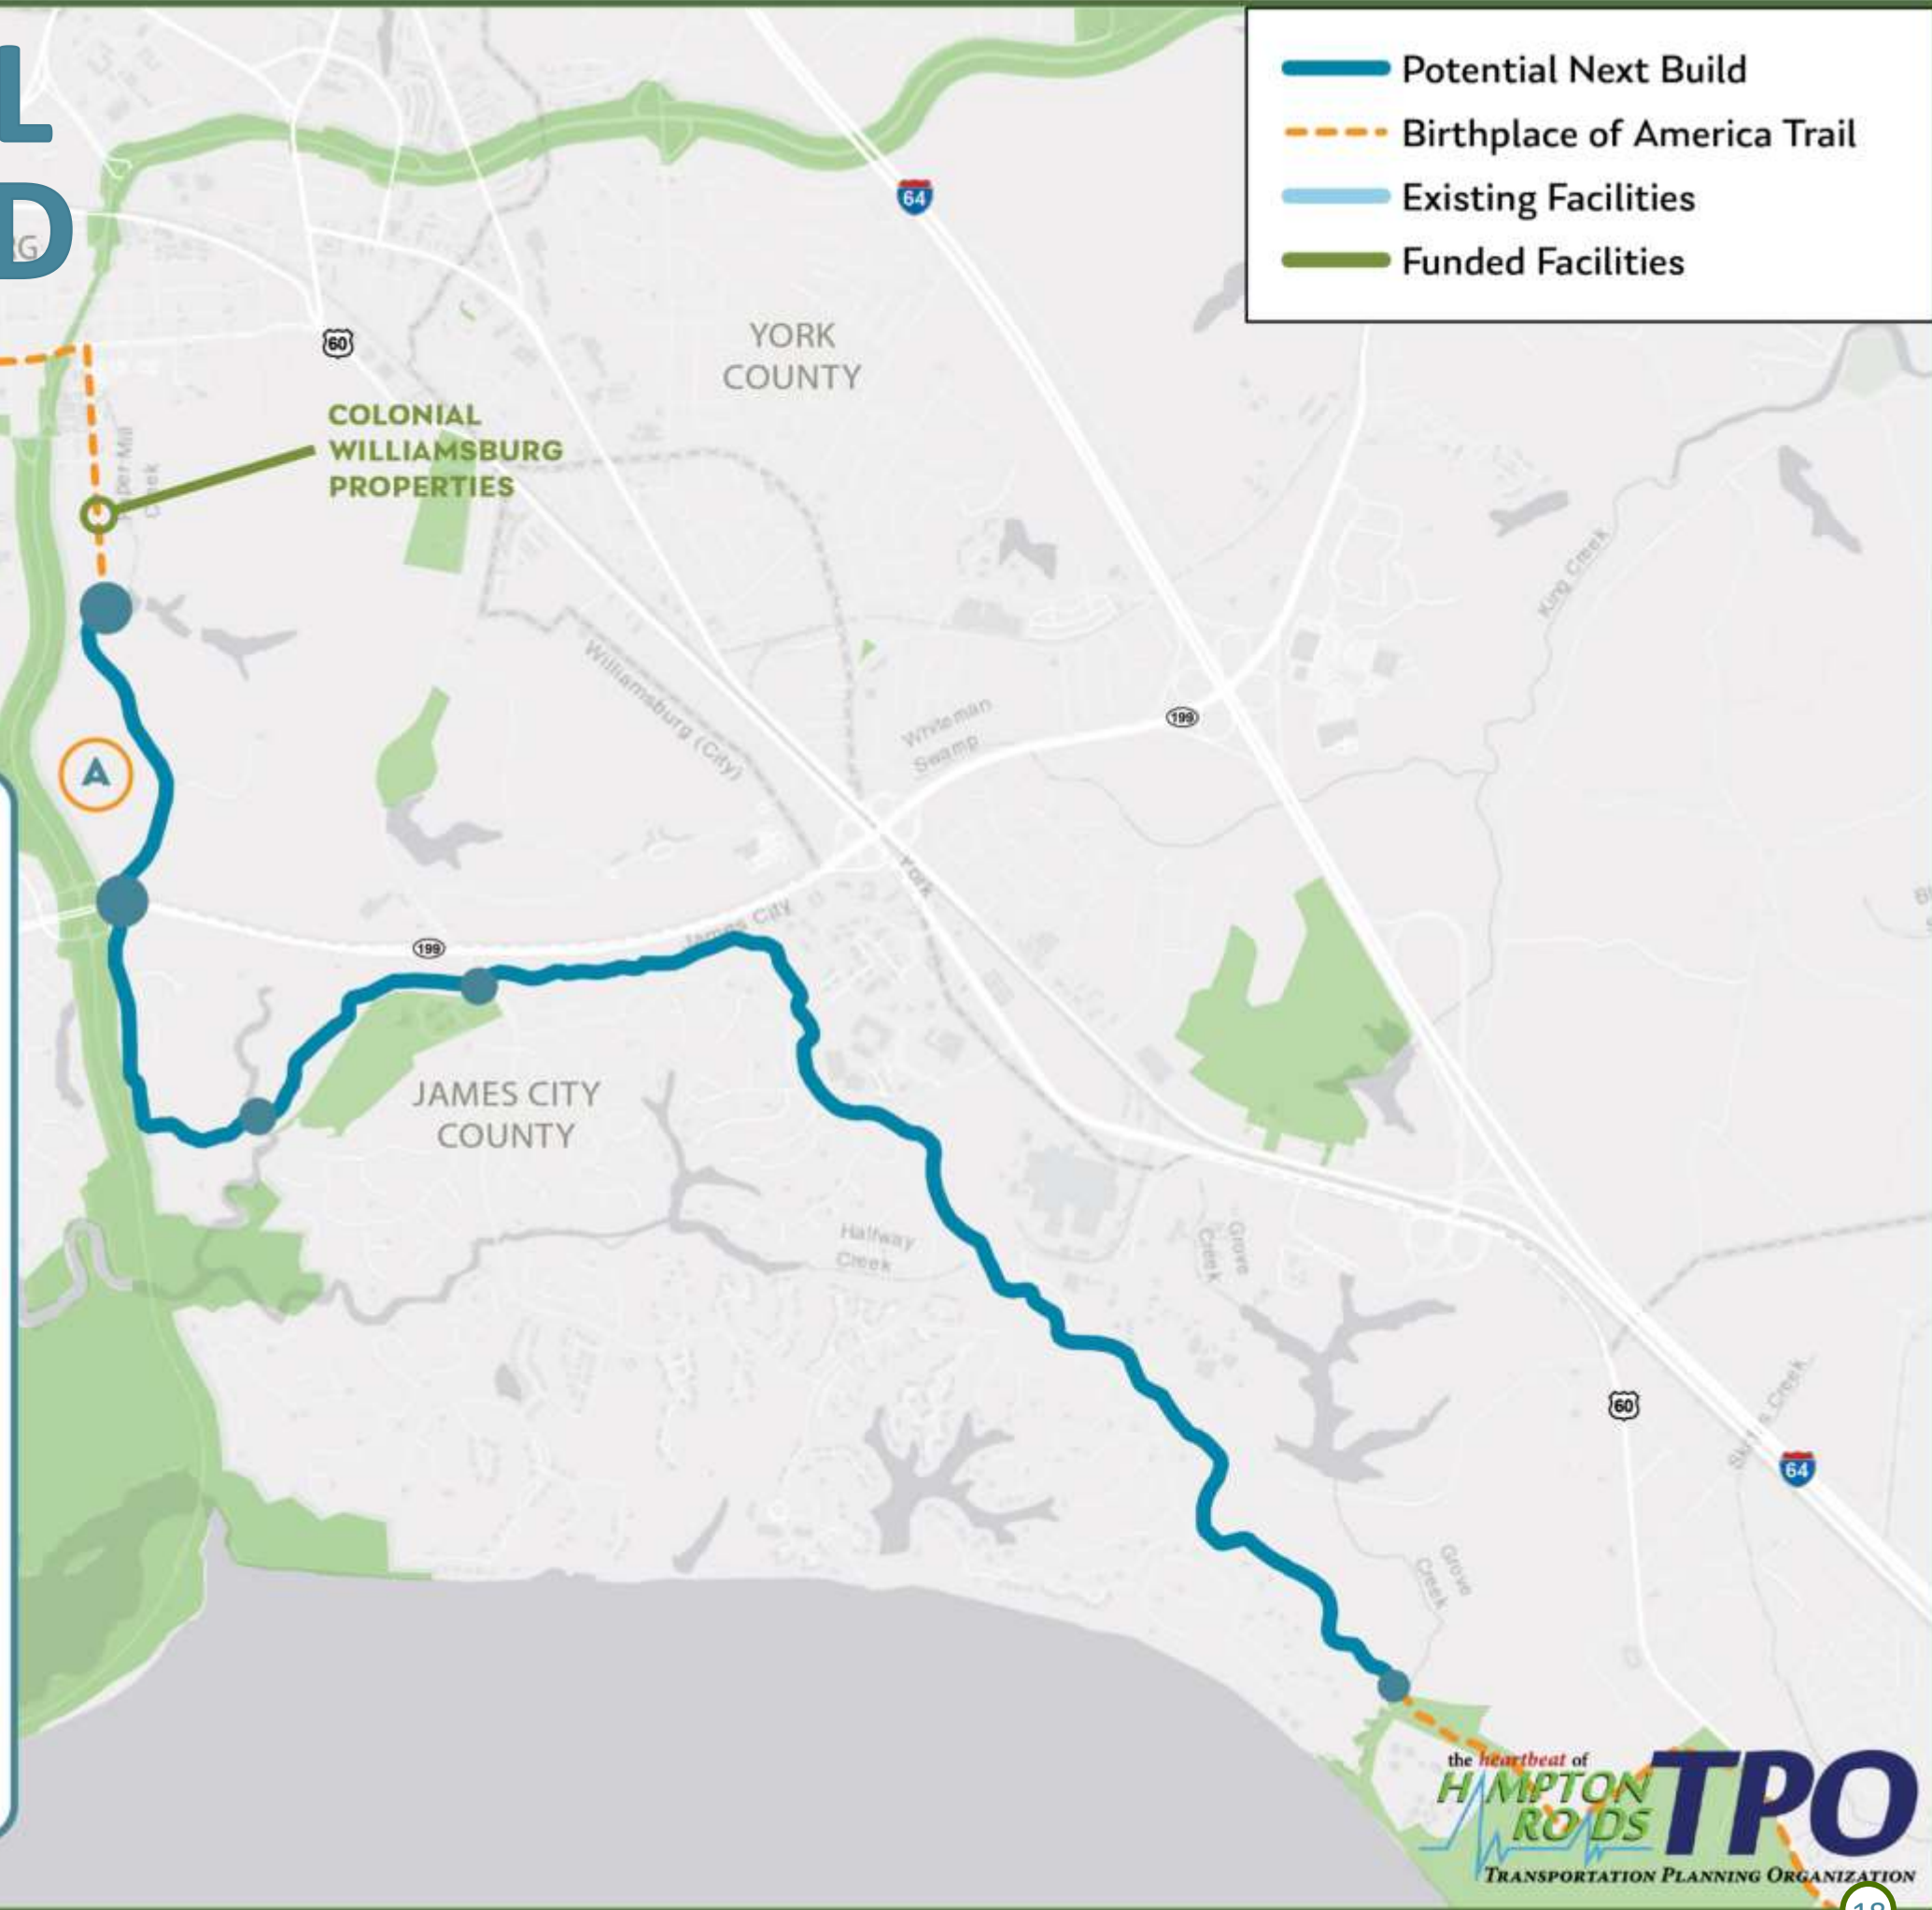 L
D
RG
Potential Next Build
Birthplace of America Trail
Existing Facilities
Funded Facilities
64
60
YORK
COUNTY
COLONIAL
WILLIAMSBURG
PROPERTIES
King Creek
Williamsburg (City)
Whiteman
Swamp
199
A
York
James City
199
JAMES CITY
COUNTY
Halfway
Creek
Grove
Creek
60
64
Grove
Creek
the heartbeat of
HAMPTON
ROADS
TPO
TRANSPORTATION PLANNING ORGANIZATION
18